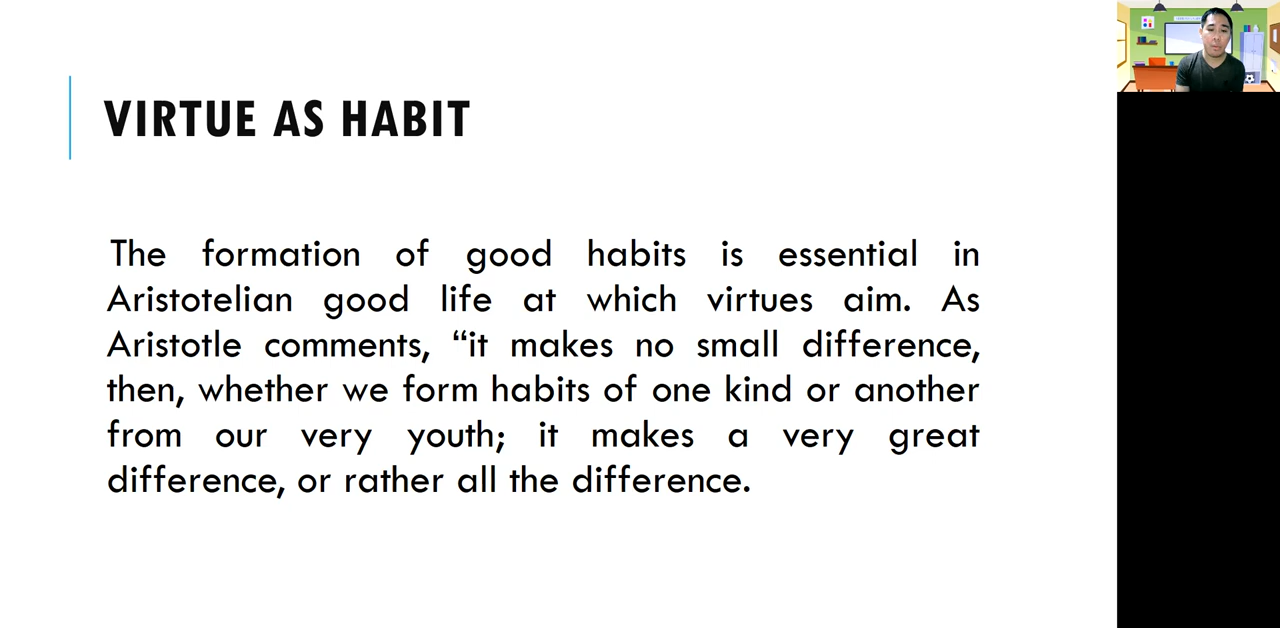 VIRTUE AS HABIT
The formation of good habits is essential in
Aristotelian good life at which virtues aim. As
Aristotle comments, “it makes no small difference,
then, whether we form habits of one kind or another
from our very youth; it makes a very great
difference, or rather all the difference.